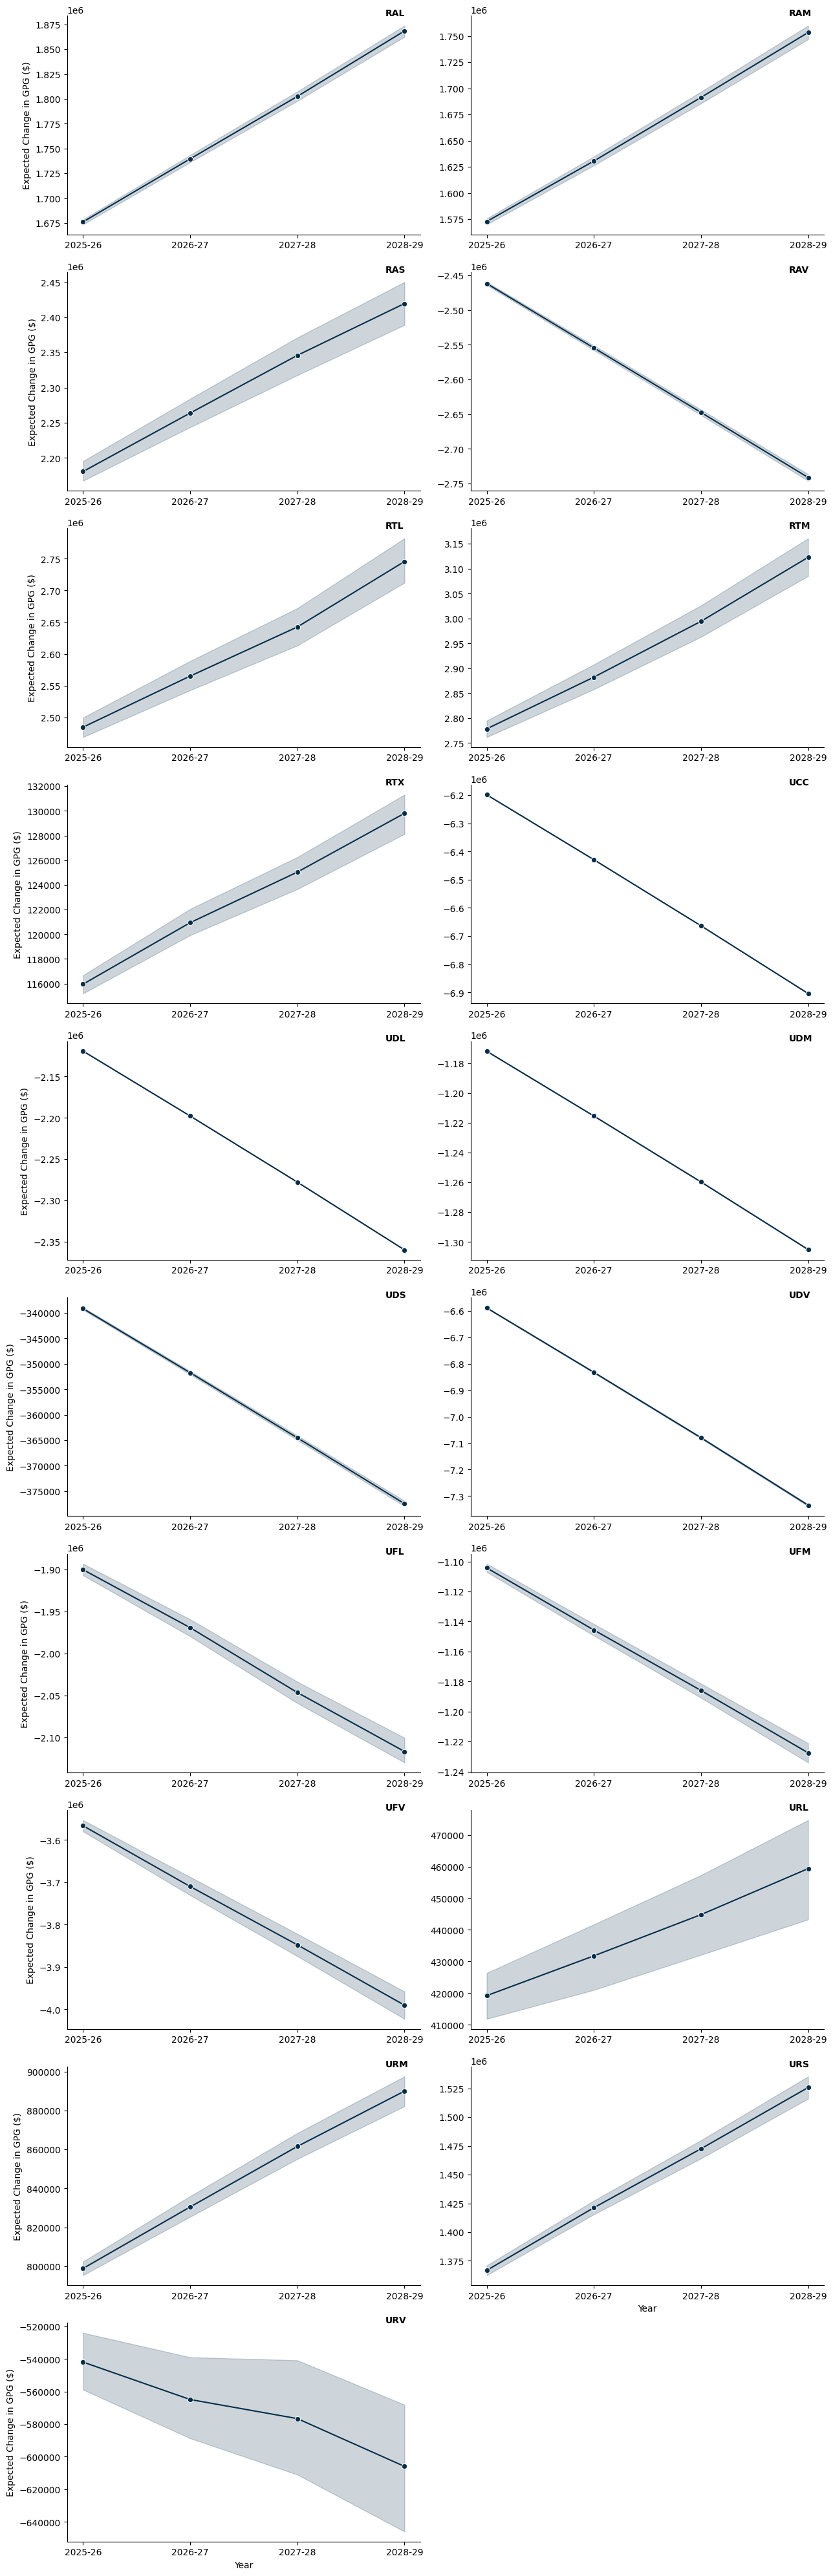 1e6 RAL
Expected Change in GPG ($)
1.875
1.850
1.825
1.800
1.775
1.750
1.725
1.700
1.675
2025-26 2026-27 2027-28 2028-29
1e6 RAM
1.750
1.725
1.700
1.675
1.650
1.625
1.600
1.575
2025-26 2026-27 2027-28 2028-29
1e6 RAS
Expected Change in GPG ($)
2.45
2.40
2.35
2.30
2.25
2.20
2025-26 2026-27 2027-28 2028-29
1e6 RAV
−2.45
−2.50
−2.55
−2.60
−2.65
−2.70
−2.75
2025-26 2026-27 2027-28 2028-29
1e6 RTL
Expected Change in GPG ($)
2.75
2.70
2.65
2.60
2.55
2.50
2025-26 2026-27 2027-28 2028-29
1e6 RTM
3.15
3.10
3.05
3.00
2.95
2.90
2.85
2.80
2.75
2025-26 2026-27 2027-28 2028-29
RTX
Expected Change in GPG ($)
132000
130000
128000
126000
124000
122000
120000
118000
116000
2025-26 2026-27 2027-28 2028-29
1e6 UCC
−6.2
−6.3
−6.4
−6.5
−6.6
−6.7
−6.8
−6.9
2025-26 2026-27 2027-28 2028-29
1e6 UDL
Expected Change in GPG ($)
−2.15
−2.20
−2.25
−2.30
−2.35
2025-26 2026-27 2027-28 2028-29
1e6 UDM
−1.18
−1.20
−1.22
−1.24
−1.26
−1.28
−1.30
2025-26 2026-27 2027-28 2028-29
UDS
Expected Change in GPG ($)
−340000
−345000
−350000
−355000
−360000
−365000
−370000
−375000
2025-26 2026-27 2027-28 2028-29
1e6 UDV
−6.6
−6.7
−6.8
−6.9
−7.0
−7.1
−7.2
−7.3
2025-26 2026-27 2027-28 2028-29
1e6 UFL
Expected Change in GPG ($)
−1.90
−1.95
−2.00
−2.05
−2.10
2025-26 2026-27 2027-28 2028-29
1e6 UFM
−1.10
−1.12
−1.14
−1.16
−1.18
−1.20
−1.22
−1.24
2025-26 2026-27 2027-28 2028-29
1e6 UFV
Expected Change in GPG ($)
−3.6
−3.7
−3.8
−3.9
−4.0
2025-26 2026-27 2027-28 2028-29
URL
470000
460000
450000
440000
430000
420000
410000
2025-26 2026-27 2027-28 2028-29
URM
Expected Change in GPG ($)
900000
880000
860000
840000
820000
800000
2025-26 2026-27 2027-28 2028-29
1e6 URS
1.525
1.500
1.475
1.450
1.425
1.400
1.375
2025-26 2026-27 2027-28 2028-29
Year
URV
Expected Change in GPG ($)
−520000
−540000
−560000
−580000
−600000
−620000
−640000
2025-26 2026-27 2027-28 2028-29
Year